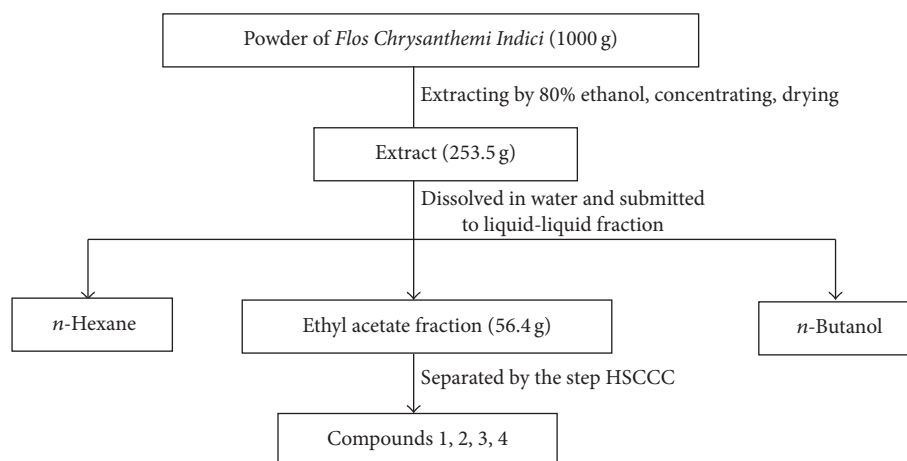 Powder of Flos Chrysanthemi Indici (1000 g)
Extracting by 80% ethanol, concentrating, drying
Extract (253.5 g)
Dissolved in water and submitted
to liquid-liquid fraction
n-Hexane
Ethyl acetate fraction (56.4 g)
n-Butanol
Separated by the step HSCCC
Compounds 1, 2, 3, 4